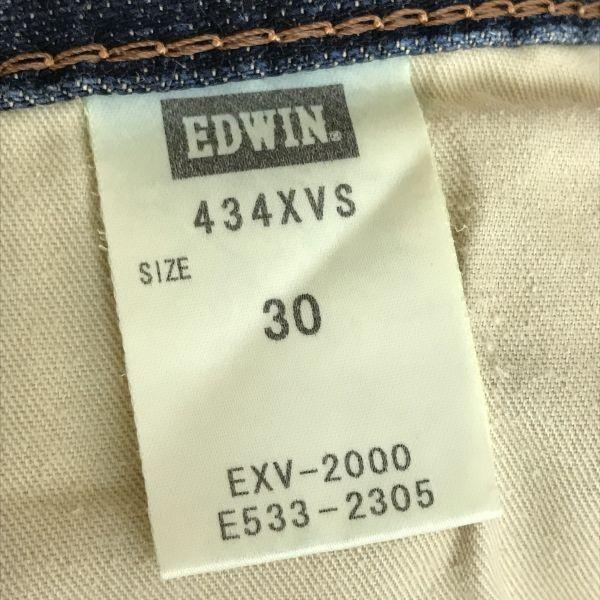 EDWIN.
434XVS
SIZE
30
EXV-2000
E533-2305